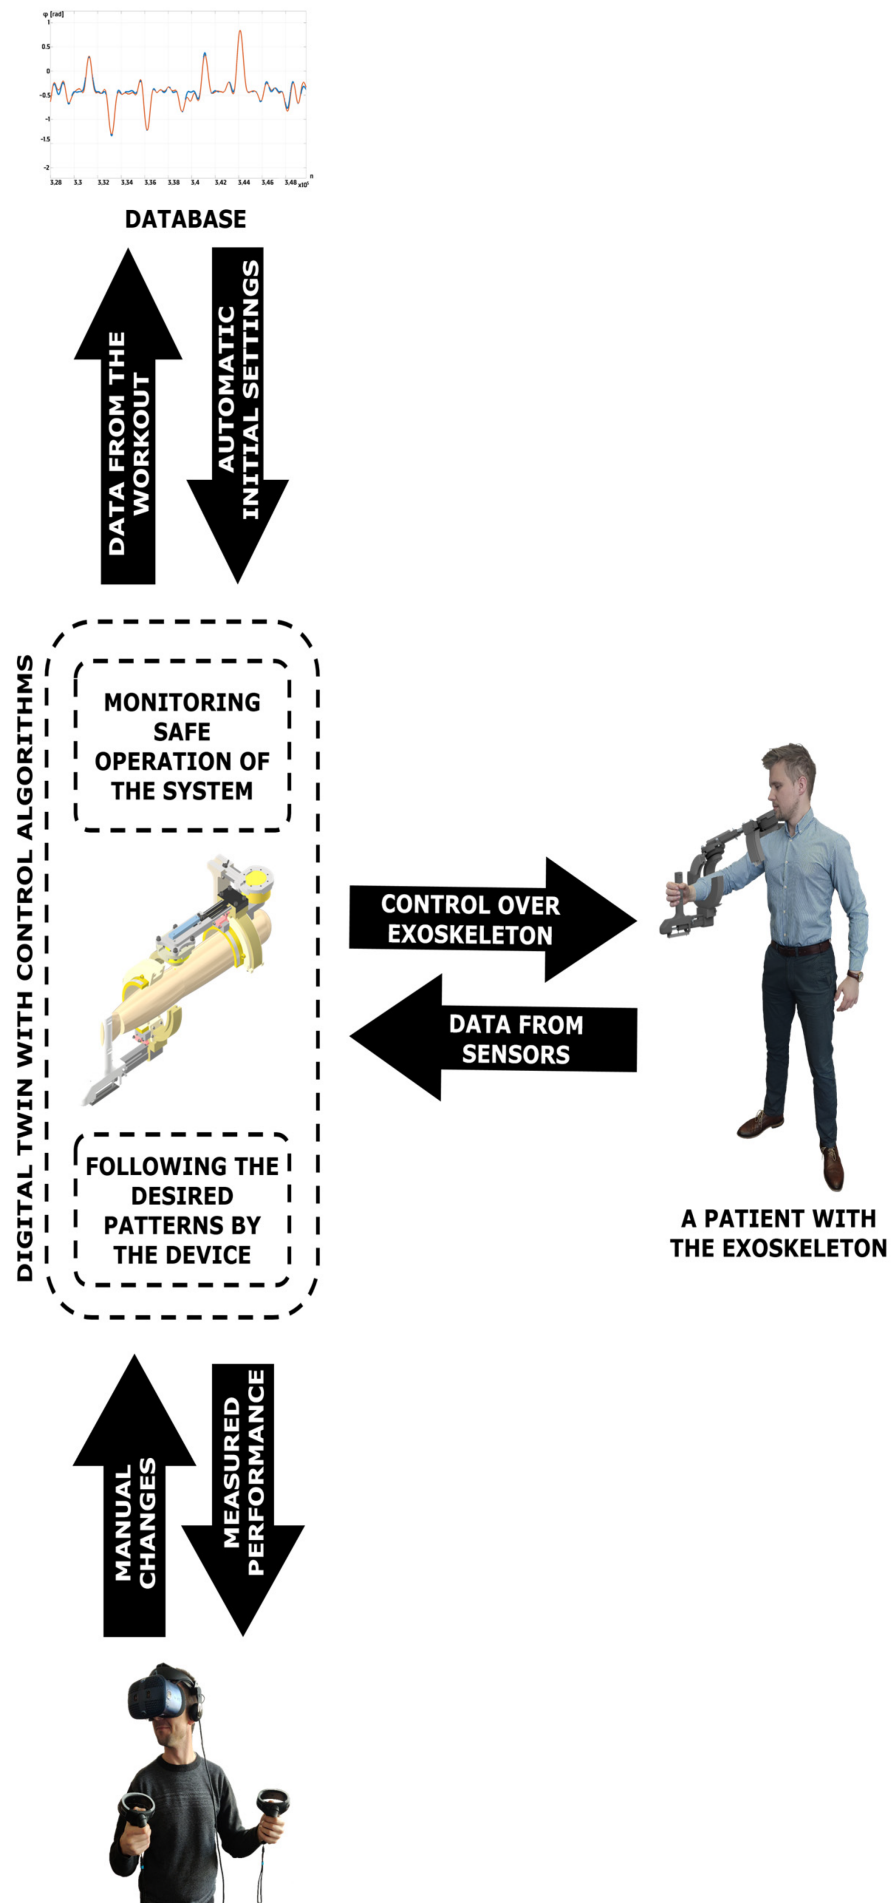 φ [rad]
1
0.5
0
-0.5
-1
-1.5
-2
3.28 3.3 3.32 3.34 3.36 3.38 3.4 3.42 3.44 3.46 3.48
n
DATABASE
DATA FROM THE
WORKOUT
AUTOMATIC
INITIAL SETTINGS
DIGITAL TWIN WITH CONTROL ALGORITHMS
MONITORING
SAFE
OPERATION OF
THE SYSTEM
CONTROL OVER
EXOSKELETON
DATA FROM
SENSORS
FOLLOWING THE
DESIRED
PATTERNS BY
THE DEVICE
A PATIENT WITH
THE EXOSKELETON
MANUAL
CHANGES
MEASURED
PERFORMANCE